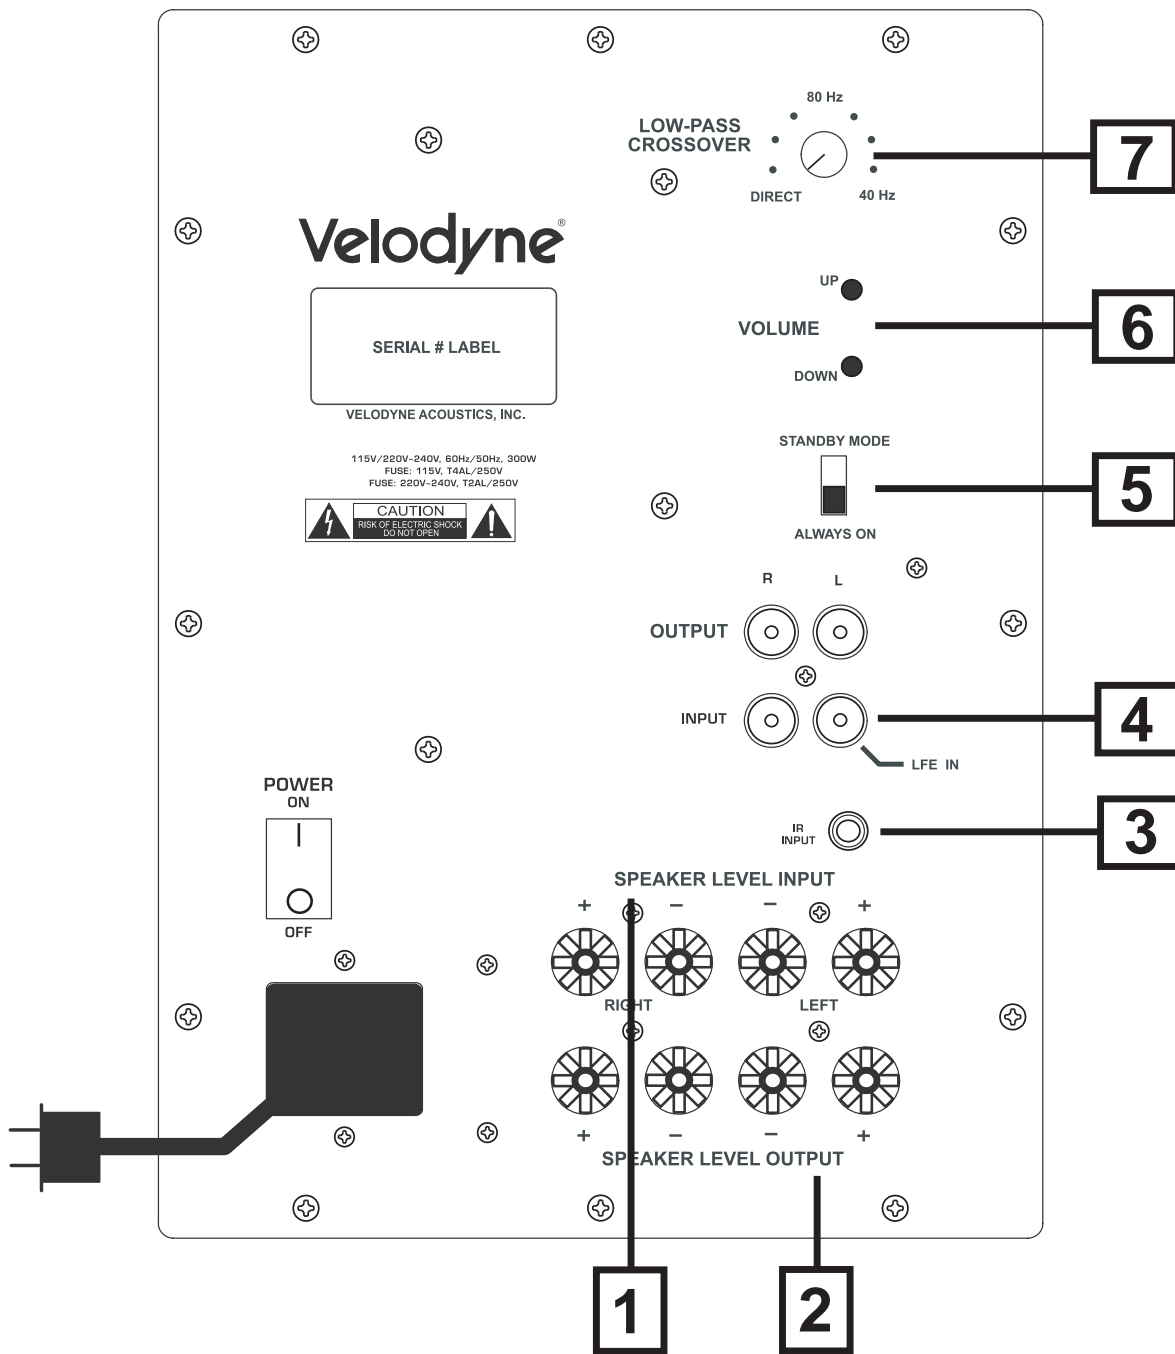 80 Hz
LOW-PASS
CROSSOVER
DIRECT
40 Hz
7
Velodyne®
UP
VOLUME
DOWN
6
SERIAL # LABEL
VELODYNE ACOUSTICS, INC.
115V/220V~240V, 60Hz/50Hz, 300W
FUSE: 115V, T4AL/250V
FUSE: 220V~240V, T2AL/250V
CAUTION
RISK OF ELECTRIC SHOCK
DO NOT OPEN
STANDBY MODE
ALWAYS ON
5
R L
OUTPUT
INPUT
4
LFE IN
POWER
ON
OFF
IR
INPUT
3
SPEAKER LEVEL INPUT
+ − − +
RIGHT LEFT
+ − − +
SPEAKER LEVEL OUTPUT
1 2